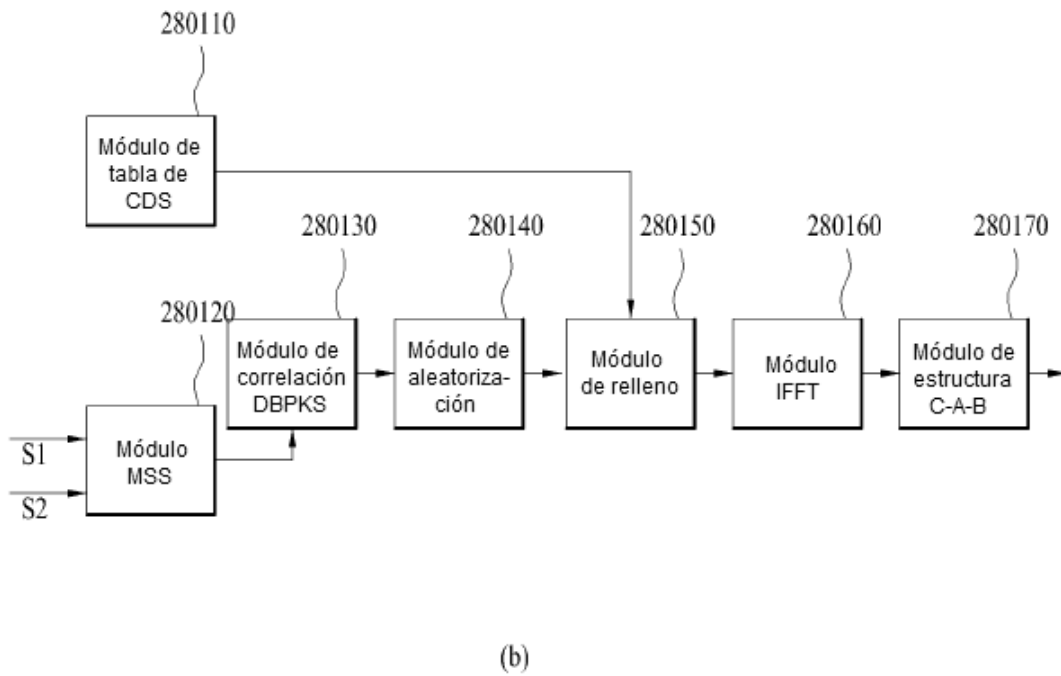 280110
Módulo de
tabla de
CDS
280130
280140
280150
280160
280170
280120
Módulo de
correlación
DBPKS
Módulo de
aleatoriza-
ción
Módulo
de relleno
Módulo
IFFT
Módulo de
estructura
C-A-B
S1
S2
Módulo
MSS
(b)